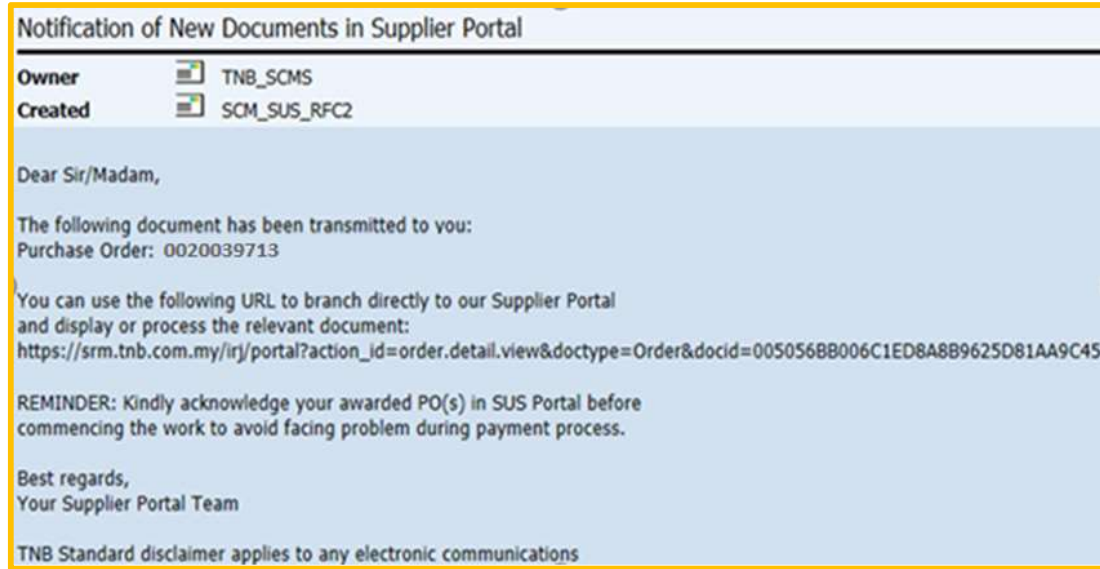 Notification of New Documents in Supplier Portal
Owner TNB_SCMS
Created SCM_SUS_RFC2
Dear Sir/Madam,
The following document has been transmitted to you:
Purchase Order: 0020039713
You can use the following URL to branch directly to our Supplier Portal
and display or process the relevant document:
https://srm.tnb.com.my/irj/portal?action_id=order.detail.view&doctype=Order&docid=005056BB006C1ED8A8B9625D81AA9C45
REMINDER: Kindly acknowledge your awarded PO(s) in SUS Portal before
commencing the work to avoid facing problem during payment process.
Best regards,
Your Supplier Portal Team
TNB Standard disclaimer applies to any electronic communications